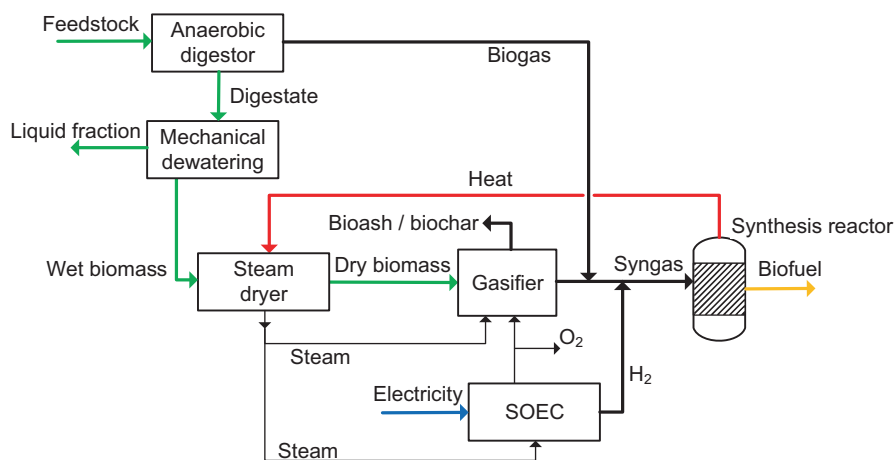 Feedstock
Anaerobic
digestor
Biogas
Digestate
Liquid fraction
Mechanical
dewatering
Heat
Bioash / biochar
Synthesis reactor
Wet biomass
Steam
dryer
Dry biomass
Gasifier
Syngas
Biofuel
Steam
O₂
Electricity
SOEC
H₂
Steam